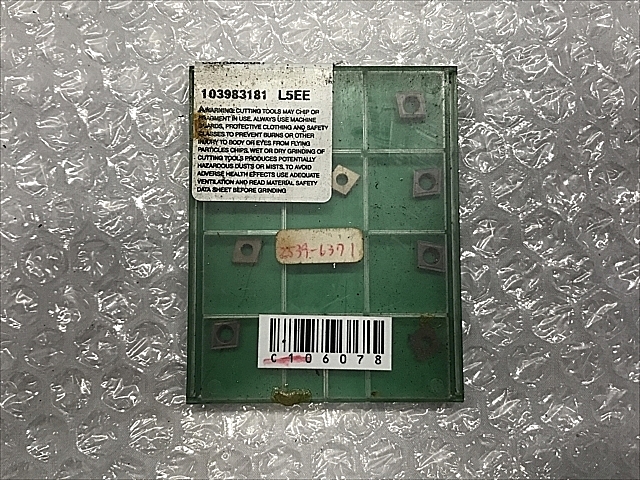 103983181 L5EE
⚠WARNING: CUTTING TOOLS MAY CHIP OR
FRAGMENT IN USE. ALWAYS USE MACHINE
GUARDS, PROTECTIVE CLOTHING AND SAFETY
GLASSES TO PREVENT BURNS OR OTHER
INJURY TO BODY OR EYES FROM FLYING
PARTICLES CHIPS. WET OR DRY GRINDING OF
CUTTING TOOLS PRODUCES POTENTIALLY
HAZARDOUS DUSTS OR MISTS. TO AVOID
ADVERSE HEALTH EFFECTS USE ADEQUATE
VENTILATION AND READ MATERIAL SAFETY
DATA SHEET BEFORE GRINDING
2539-6371
C106078